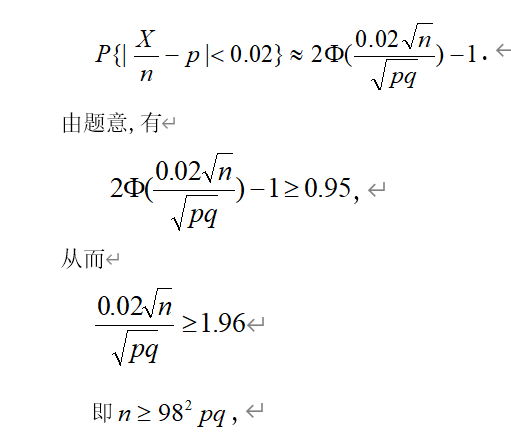 P{| X/n − p |< 0.02} ≈ 2Φ(0.02√n / √pq) − 1．↵
由题意, 有↵
2Φ(0.02√n / √pq) − 1 ≥ 0.95，↵
从而↵
0.02√n / √pq ≥ 1.96↵
即 n ≥ 98² pq，↵